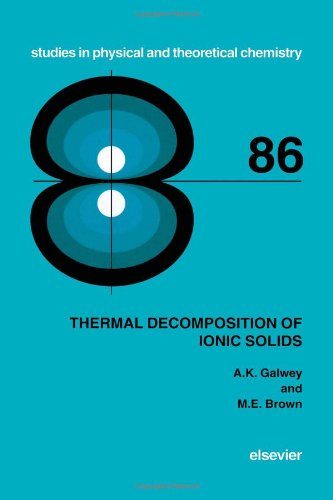 studies in physical and theoretical chemistry
86
THERMAL DECOMPOSITION OF
IONIC SOLIDS
A.K. Galwey
and
M.E. Brown
elsevier